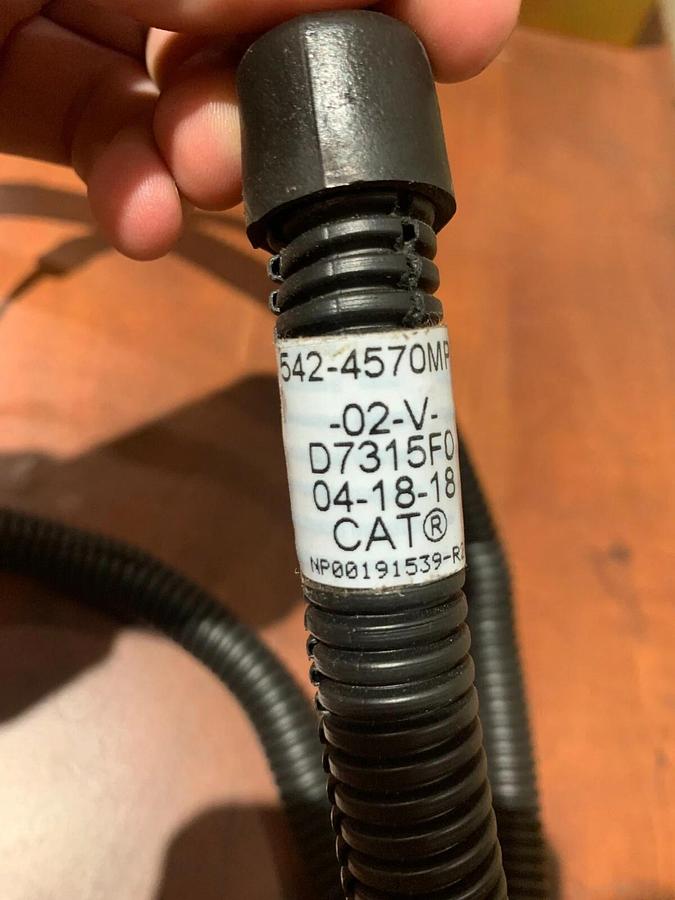 542-4570MP
-02-V-
D7315F0
04-18-18
CAT®
NP00191539-R